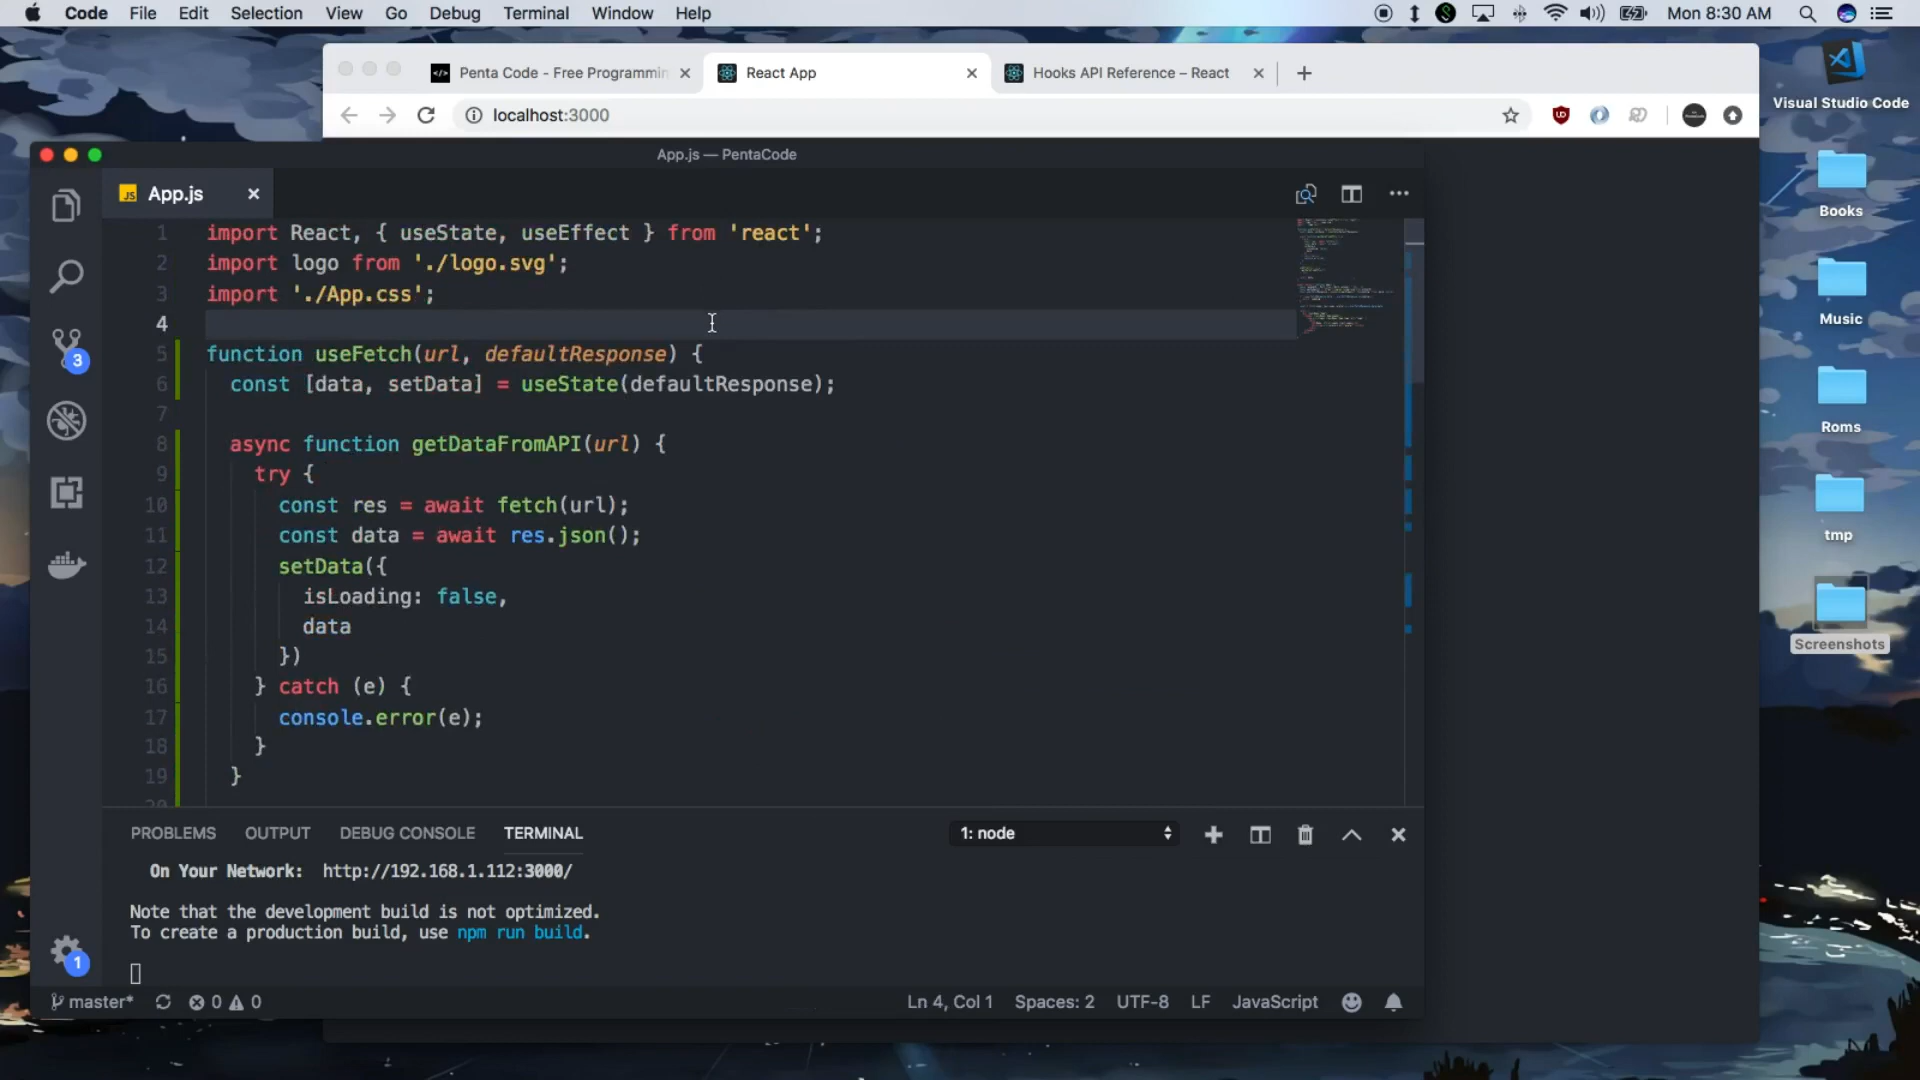 Code File Edit Selection View Go Debug Terminal Window Help
Mon 8:30 AM
</> Penta Code - Free Programmin
React App
Hooks API Reference – React
localhost:3000
App.js — PentaCode
JS App.js
1 import React, { useState, useEffect } from 'react';
2 import logo from './logo.svg';
3 import './App.css';
4
5 function useFetch(url, defaultResponse) {
6 const [data, setData] = useState(defaultResponse);
7
8 async function getDataFromAPI(url) {
9 try {
10 const res = await fetch(url);
11 const data = await res.json();
12 setData({
13 isLoading: false,
14 data
15 })
16 } catch (e) {
17 console.error(e);
18 }
19 }
20
3
1
PROBLEMS OUTPUT DEBUG CONSOLE TERMINAL
1: node
On Your Network: http://192.168.1.112:3000/
Note that the development build is not optimized.
To create a production build, use npm run build.
master* 0 0
Ln 4, Col 1 Spaces: 2 UTF-8 LF JavaScript
Visual Studio Code
Books
Music
Roms
tmp
Screenshots